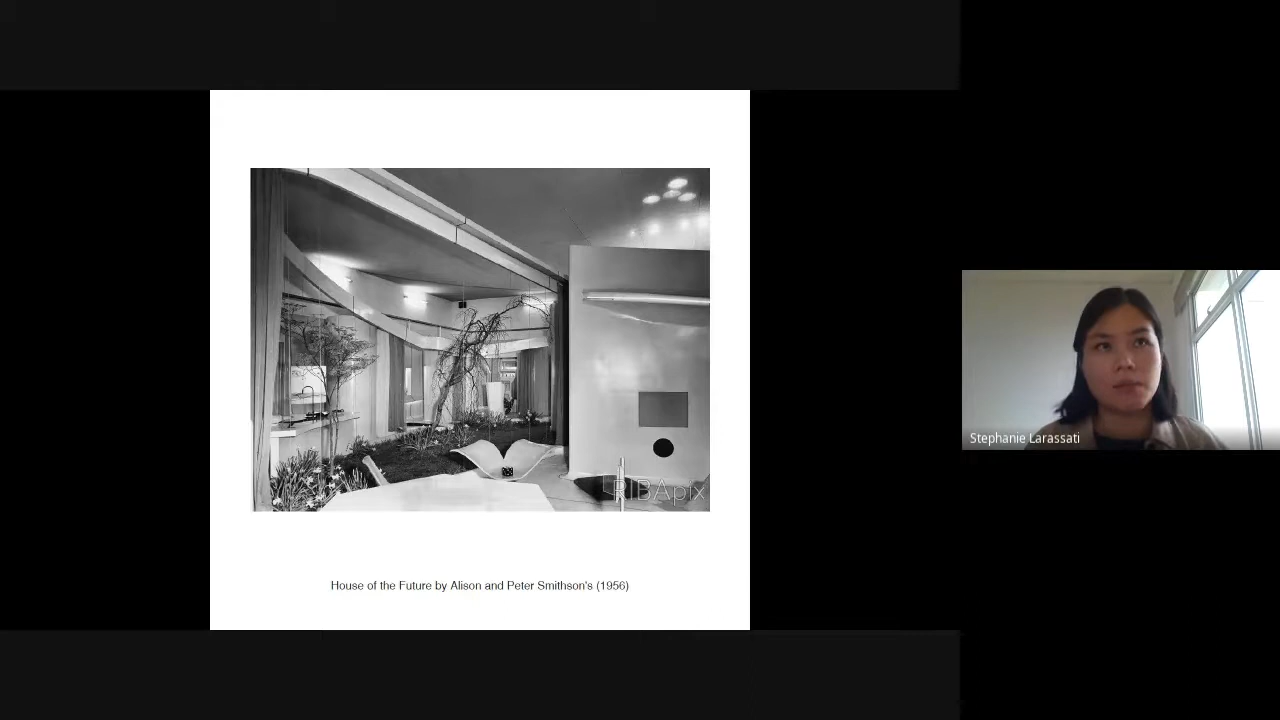 RIBApix
House of the Future by Alison and Peter Smithson's (1956)
Stephanie Larassati